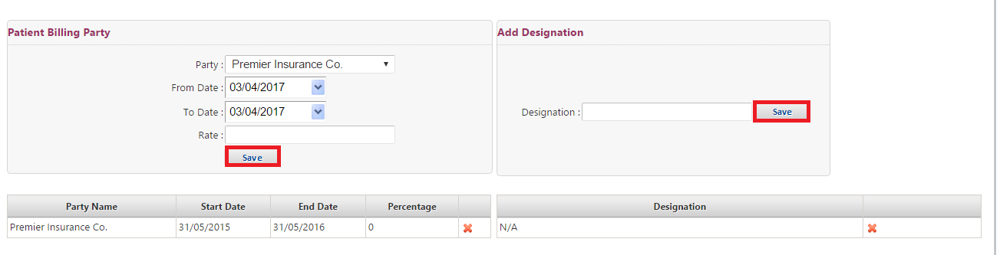 Patient Billing Party
Party : Premier Insurance Co.
From Date : 03/04/2017
To Date : 03/04/2017
Rate :
Save
Add Designation
Designation : Save
Party Name Start Date End Date Percentage
Premier Insurance Co. 31/05/2015 31/05/2016 0
Designation
N/A